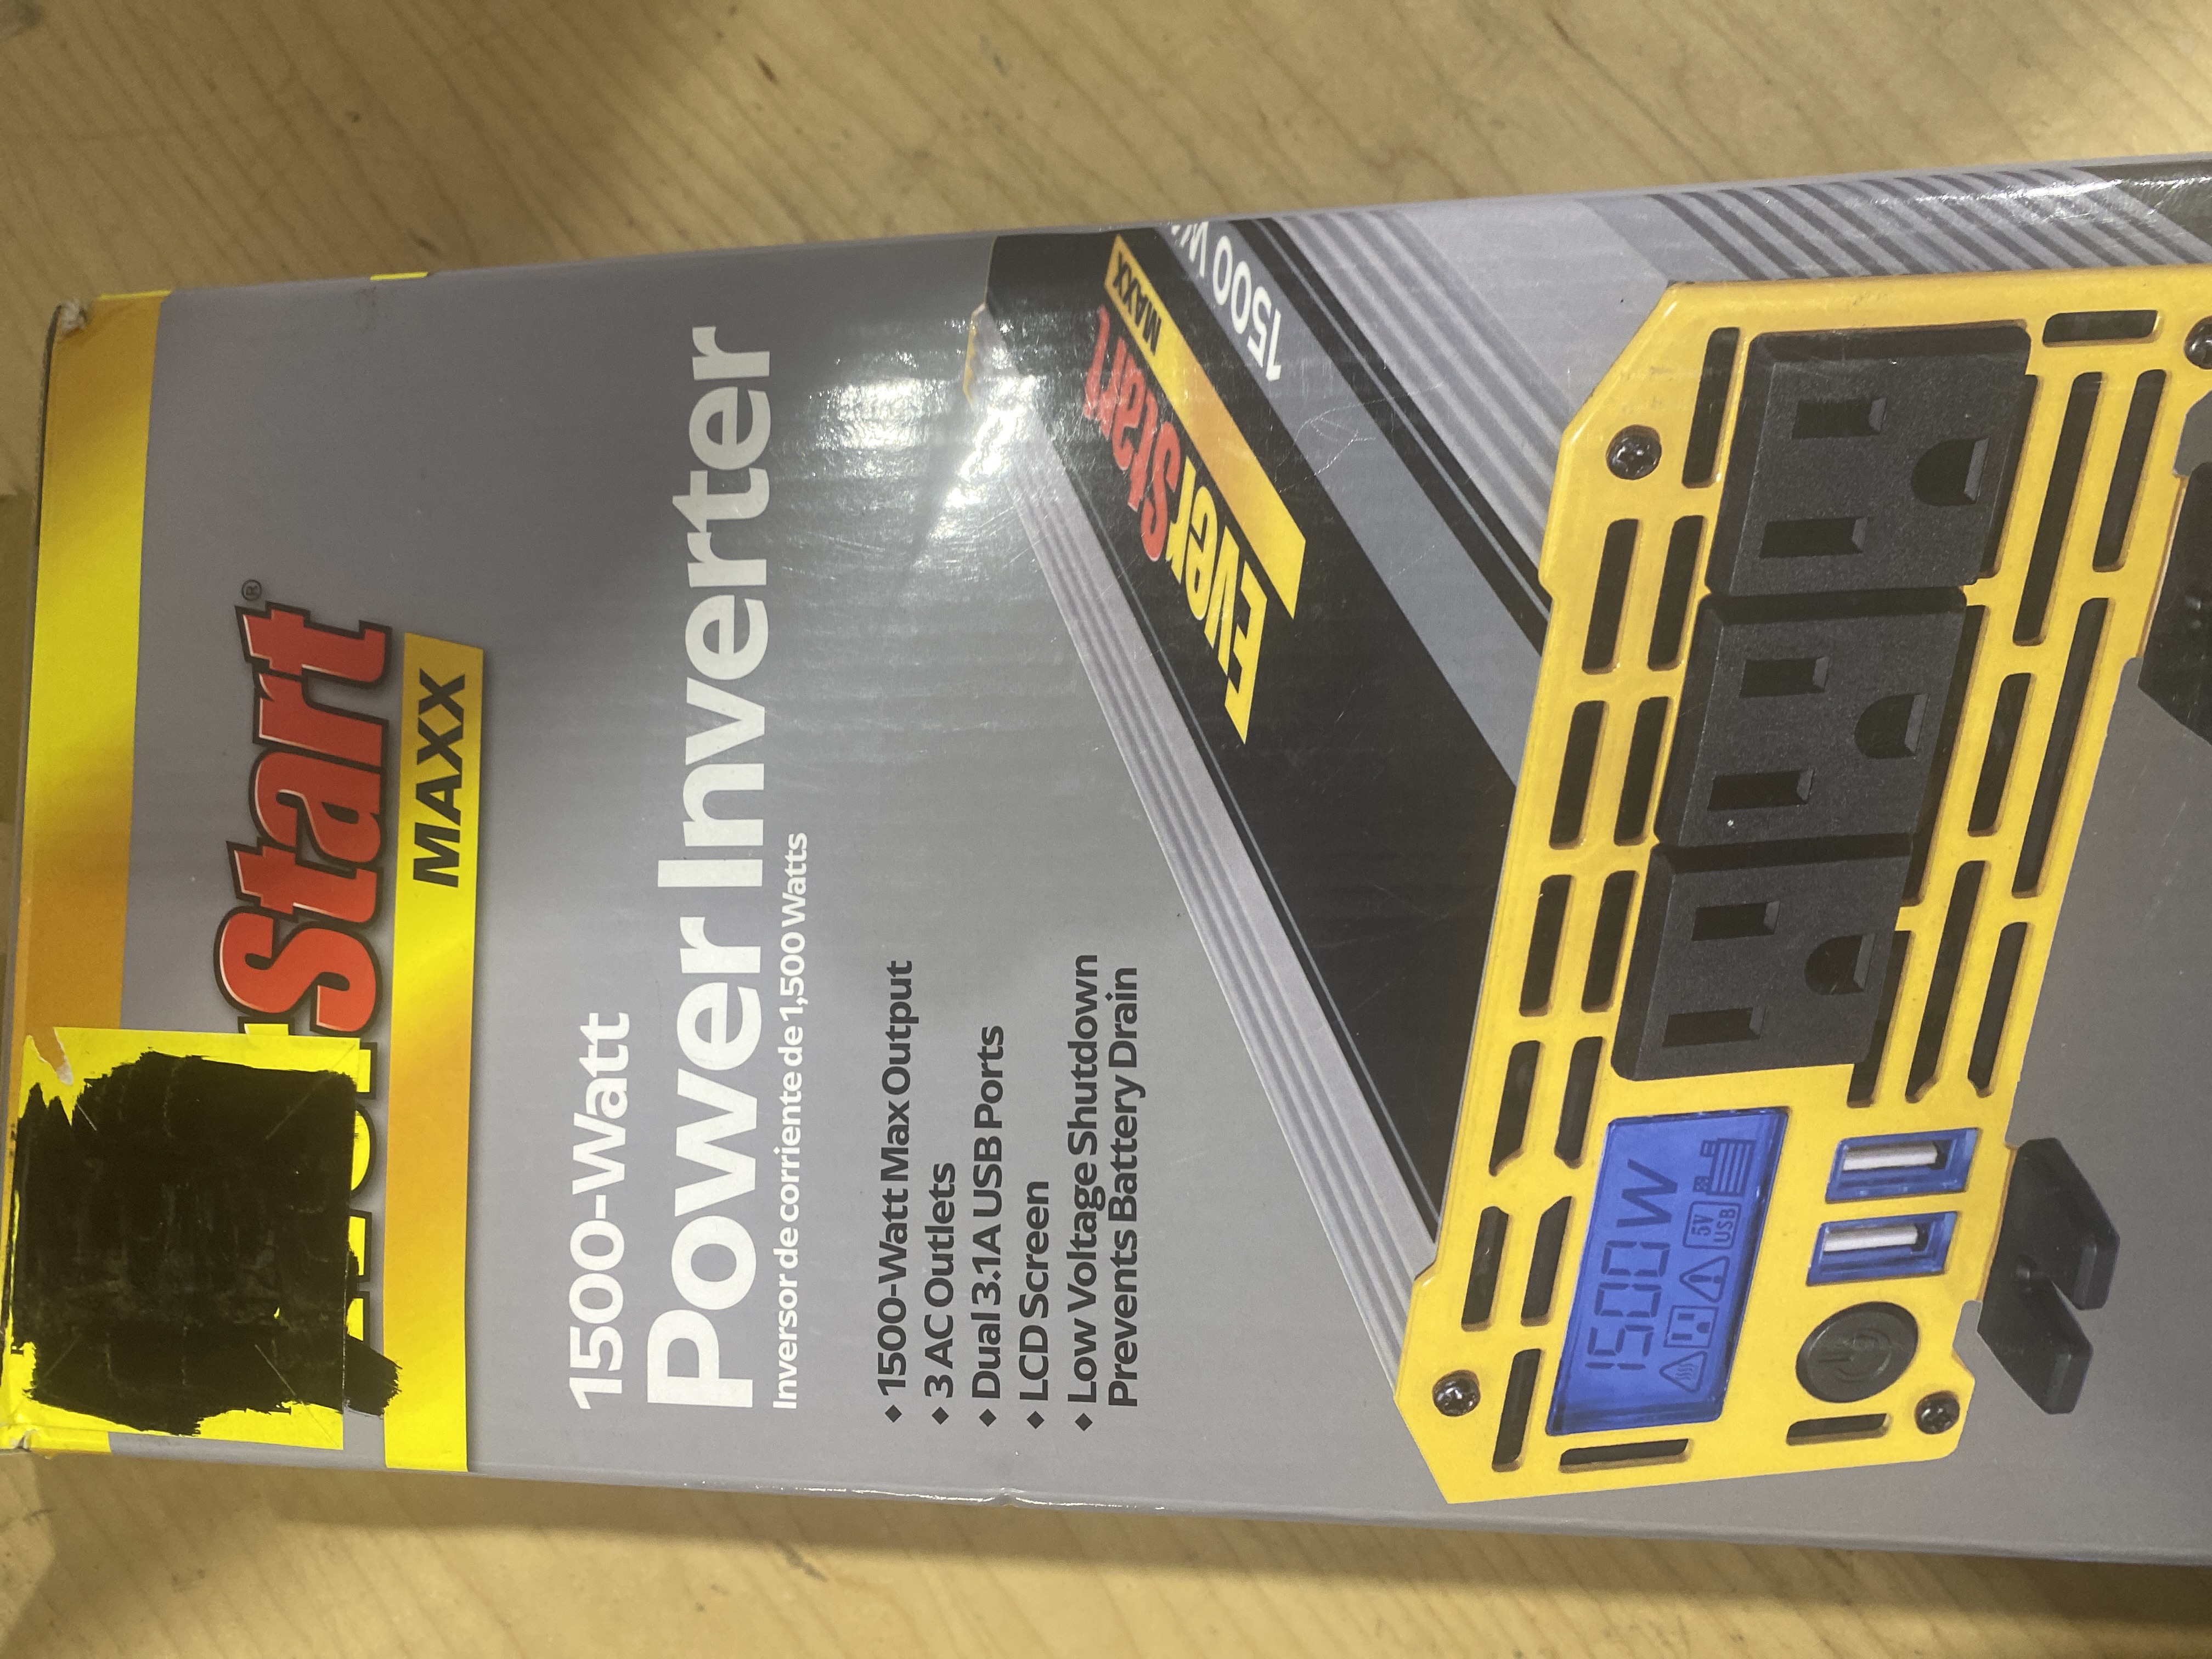 Start®
MAXX
1500-Watt
Power Inverter
Inversor de corriente de 1,500 Watts
♦ 1500-Watt Max Output
♦ 3 AC Outlets
♦ Dual 3.1A USB Ports
♦ LCD Screen
♦ Low Voltage Shutdown
Prevents Battery Drain
EverStart
MAXX
1500
1500W
5V
USB